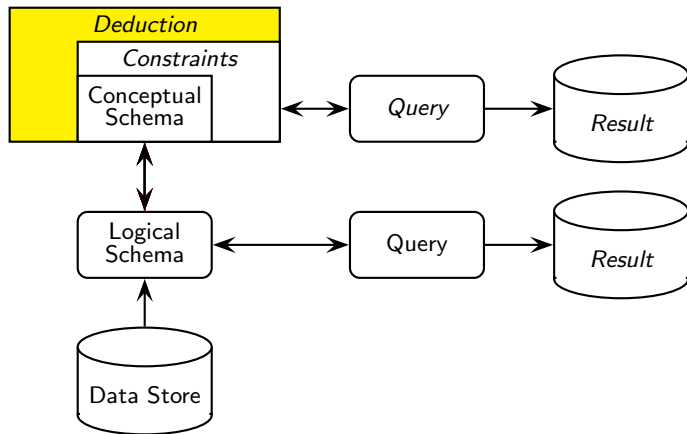 Deduction
Constraints
Conceptual
Schema
Query
Result
Logical
Schema
Query
Result
Data Store